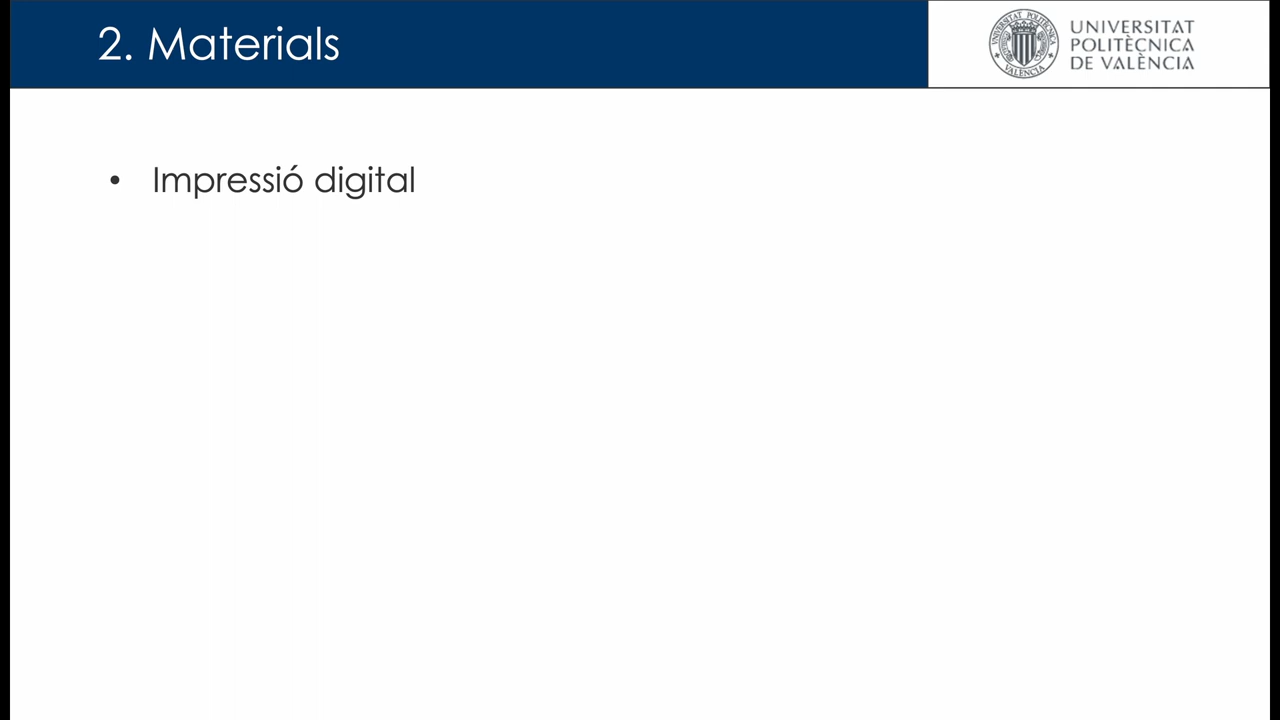 2. Materials
UNIVERSITAT
POLITÈCNICA
DE VALÈNCIA
• Impressió digital